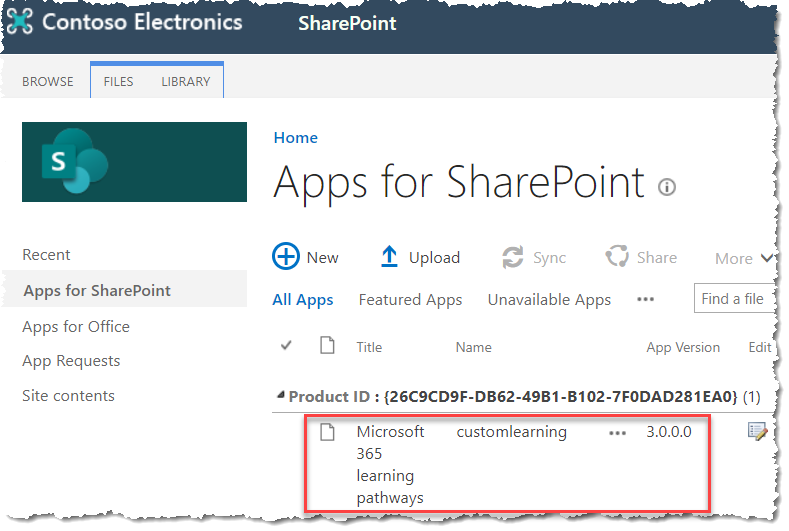 Contoso Electronics SharePoint
BROWSE FILES LIBRARY
S
Home
Apps for SharePoint
New Upload Sync Share More
Recent
Apps for SharePoint
Apps for Office
App Requests
Site contents
All Apps Featured Apps Unavailable Apps ••• Find a file
Title Name App Version Edit
Product ID : {26C9CD9F-DB62-49B1-B102-7F0DAD281EA0} (1)
Microsoft customlearning ••• 3.0.0.0
365
learning
pathways